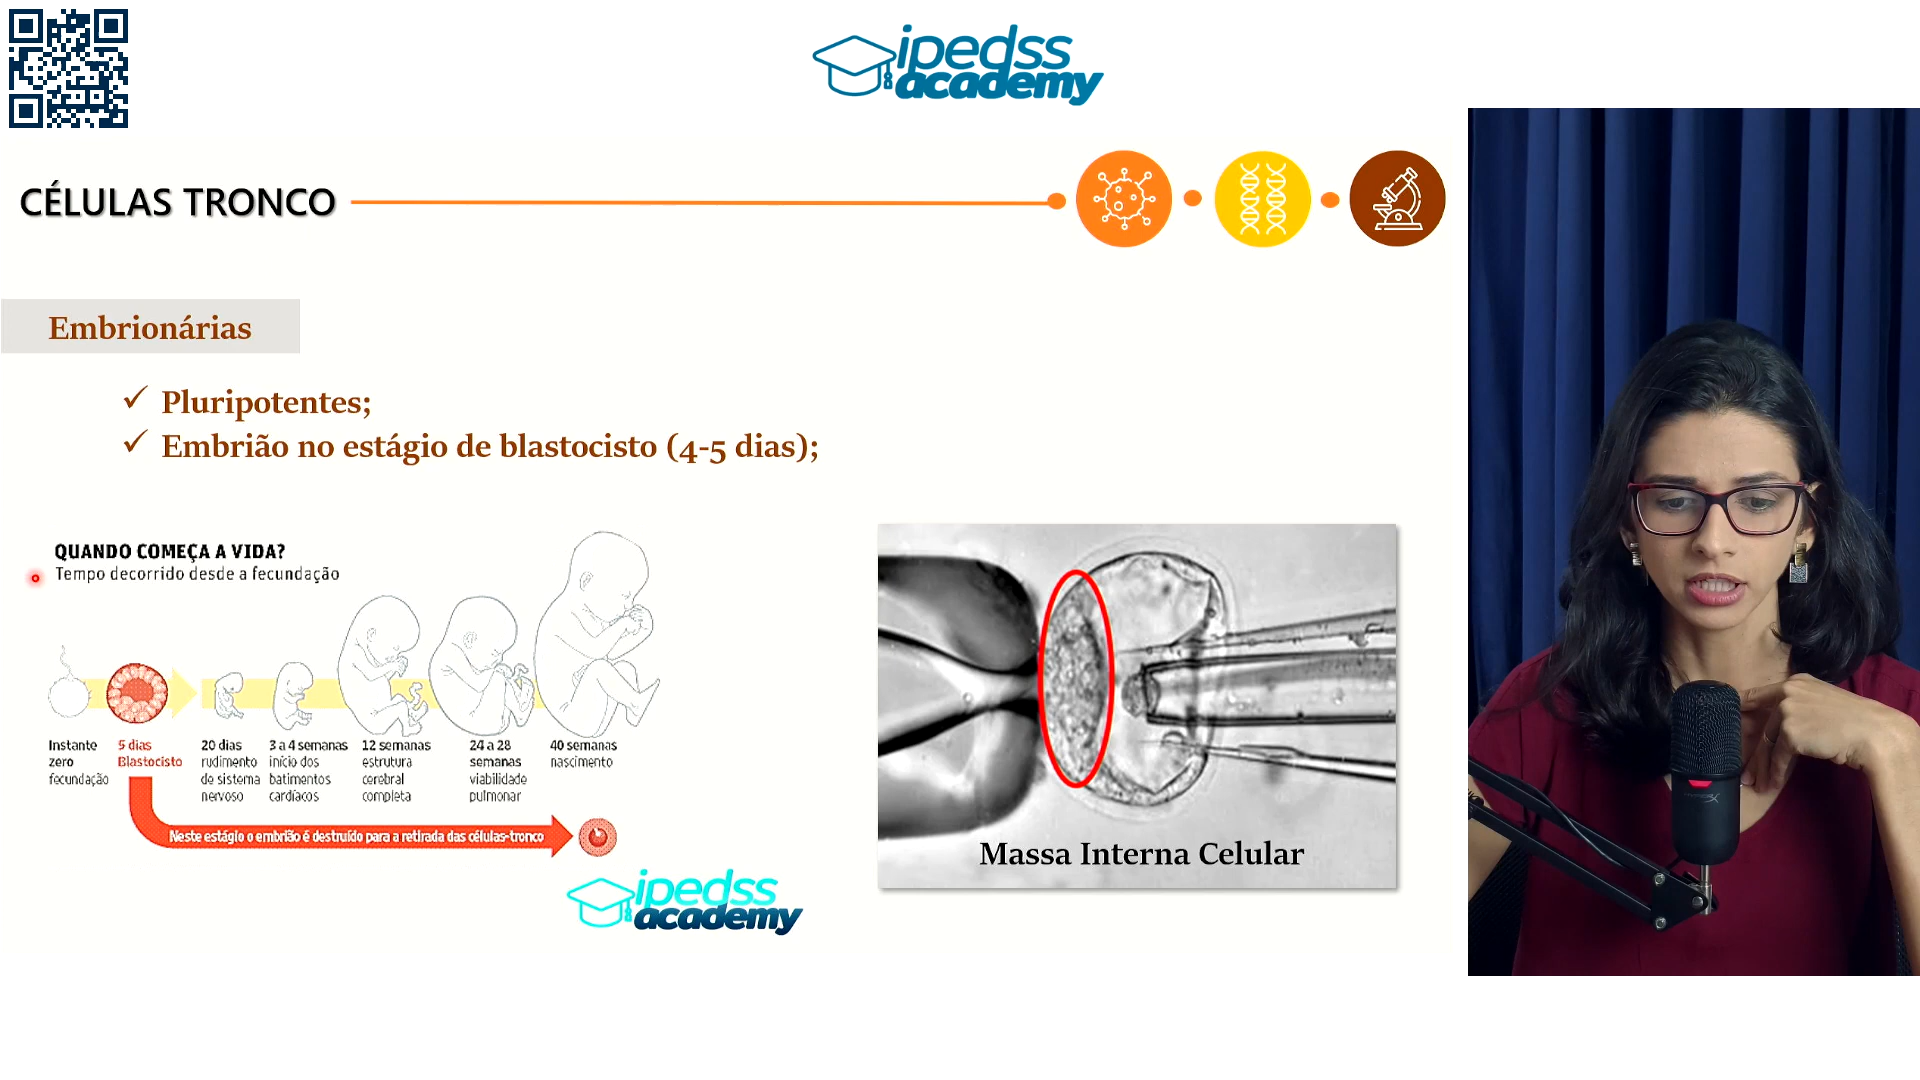 ipedss
academy
CÉLULAS TRONCO
Embrionárias
✓ Pluripotentes;
✓ Embrião no estágio de blastocisto (4-5 dias);
QUANDO COMEÇA A VIDA?
Tempo decorrido desde a fecundação
Instante
zero
fecundação
5 dias
Blastocisto
20 dias
rudimento
de sistema
nervoso
3 a 4 semanas
início dos
batimentos
cardíacos
12 semanas
estrutura
cerebral
completa
24 a 28
semanas
viabilidade
pulmonar
40 semanas
nascimento
Neste estágio o embrião é destruído para a retirada das células-tronco
Massa Interna Celular
ipedss
academy